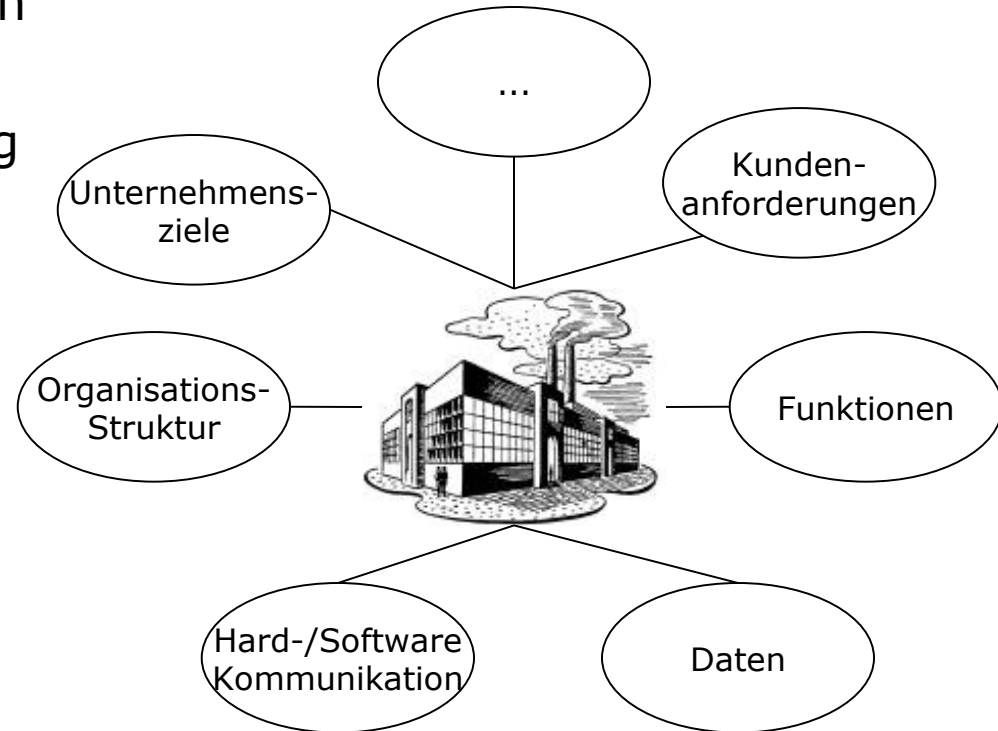 n
g
...
Unternehmens-
ziele
Kunden-
anforderungen
Organisations-
Struktur
Funktionen
Hard-/Software
Kommunikation
Daten